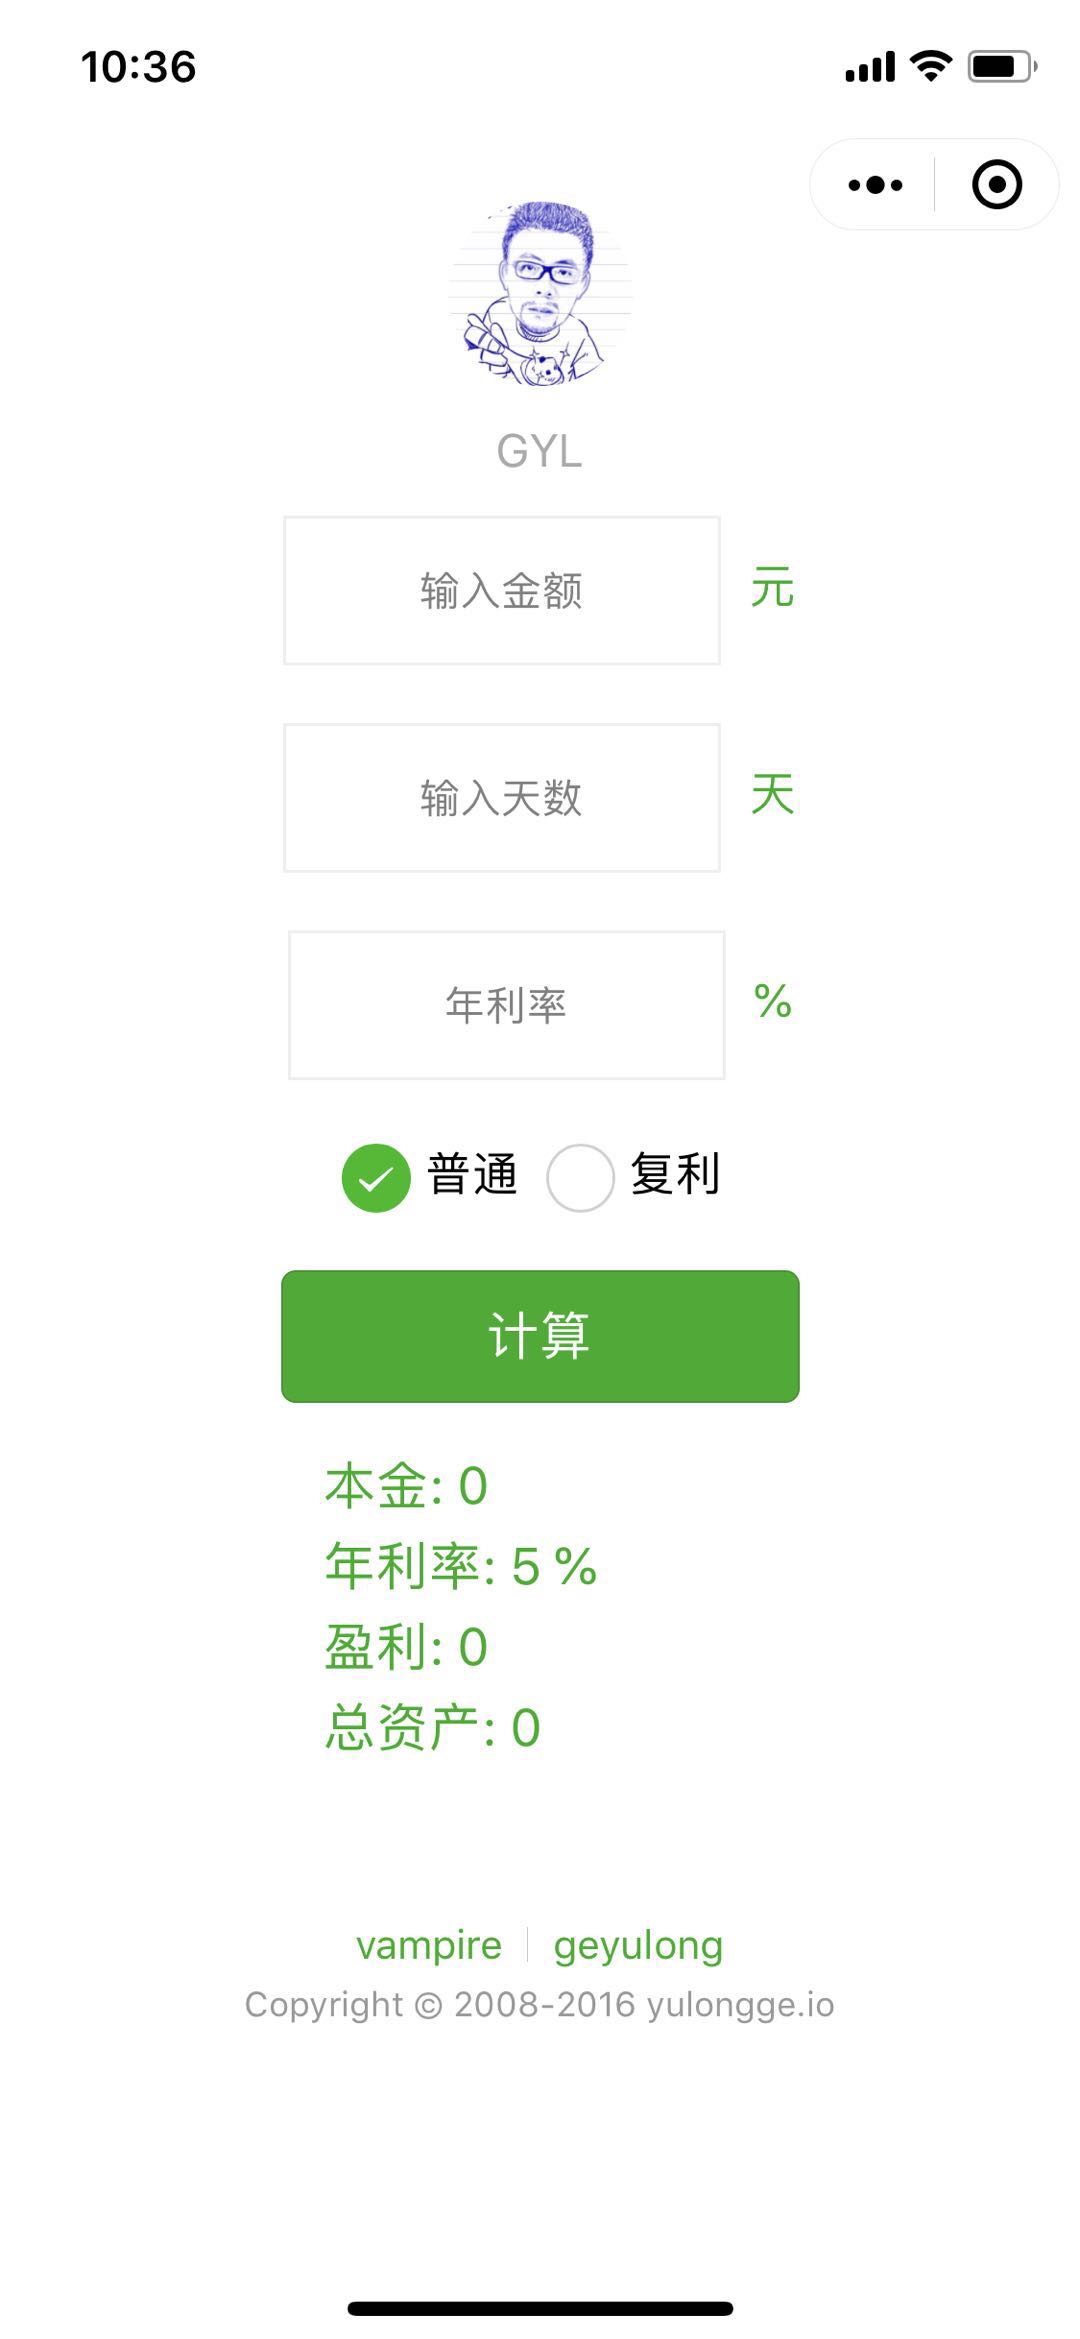 10:36
GYL
输入金额 元
输入天数 天
年利率 %
普通 复利
计算
本金: 0
年利率: 5 %
盈利: 0
总资产: 0
vampire geyulong
Copyright © 2008-2016 yulongge.io